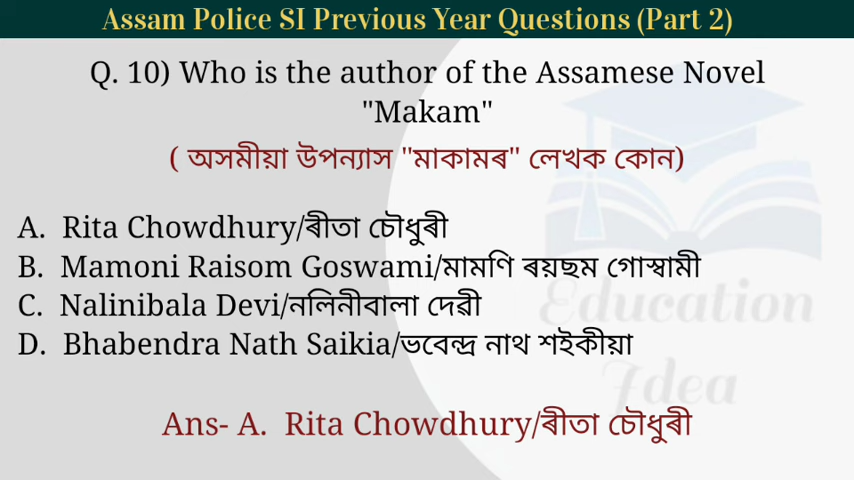 Assam Police SI Previous Year Questions (Part 2)
Q. 10) Who is the author of the Assamese Novel
"Makam"
( অসমীয়া উপন্যাস "মাকামৰ" লেখক কোন)
A. Rita Chowdhury/ৰীতা চৌধুৰী
B. Mamoni Raisom Goswami/মামণি ৰয়ছম গোস্বামী
C. Nalinibala Devi/নলিনীবালা দেৱী
D. Bhabendra Nath Saikia/ভবেন্দ্ৰ নাথ শইকীয়া
Education
Idea
Ans- A. Rita Chowdhury/ৰীতা চৌধুৰী